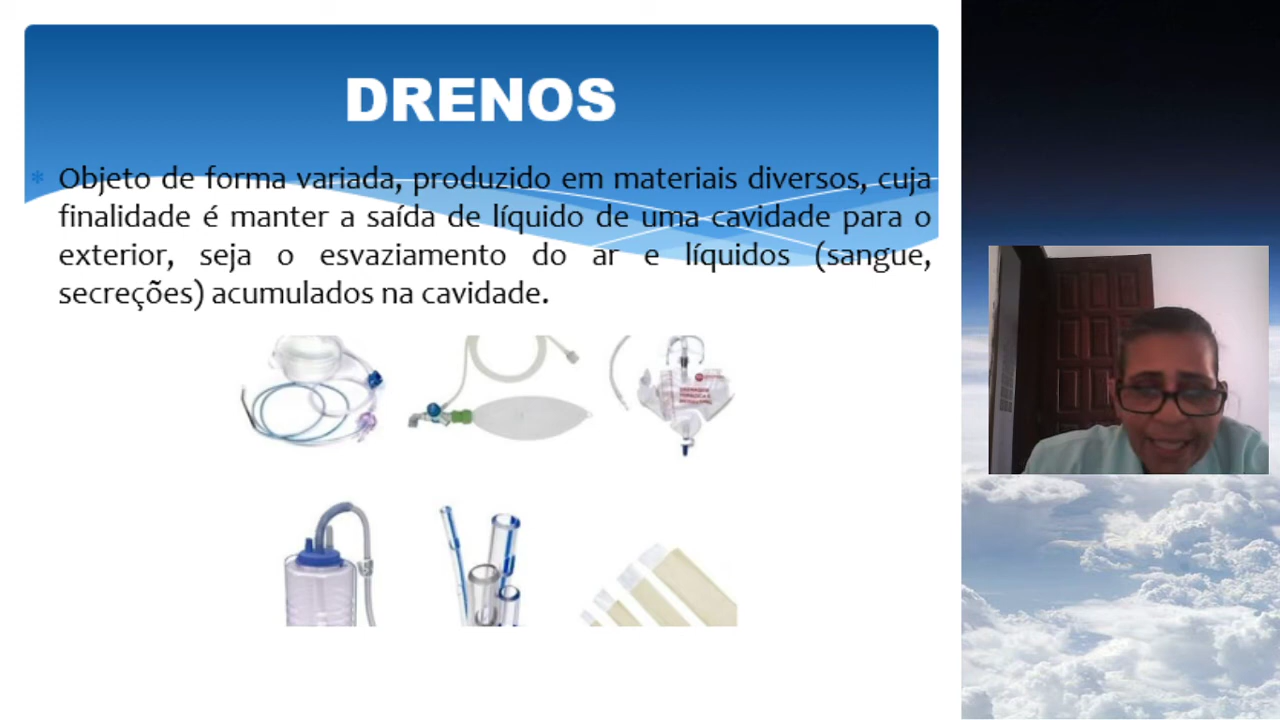 DRENOS
* Objeto de forma variada, produzido em materiais diversos, cuja
finalidade é manter a saída de líquido de uma cavidade para o
exterior, seja o esvaziamento do ar e líquidos (sangue,
secreções) acumulados na cavidade.